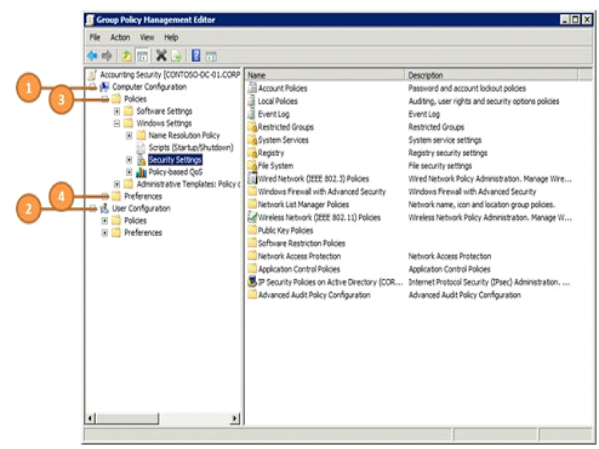 Group Policy Management Editor
File Action View Help
Accounting Security [CONTOSO-DC-01.CORP
Computer Configuration
Policies
Software Settings
Windows Settings
Name Resolution Policy
Scripts (Startup/Shutdown)
Security Settings
Policy-based QoS
Administrative Templates: Policy
Preferences
User Configuration
Policies
Preferences
1
3
4
2
Name Description
Account Policies Password and account lockout policies
Local Policies Auditing, user rights and security options policies
Event Log Event Log
Restricted Groups Restricted Groups
System Services System service settings
Registry Registry security settings
File System File security settings
Wired Network (IEEE 802.3) Policies Wired Network Policy Administration. Manage Wire...
Windows Firewall with Advanced Security Windows Firewall with Advanced Security
Network List Manager Policies Network name, icon and location group policies.
Wireless Network (IEEE 802.11) Policies Wireless Network Policy Administration. Manage W...
Public Key Policies
Software Restriction Policies
Network Access Protection Network Access Protection
Application Control Policies Application Control Policies
IP Security Policies on Active Directory (COR... Internet Protocol Security (IPsec) Administration. ...
Advanced Audit Policy Configuration Advanced Audit Policy Configuration